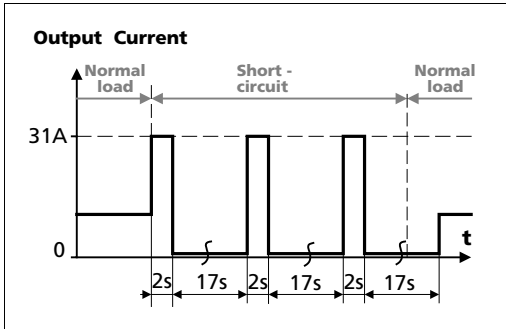 Output Current
Normal load
Short - circuit
Normal load
31A
0
t
2s 17s 2s 17s 2s 17s